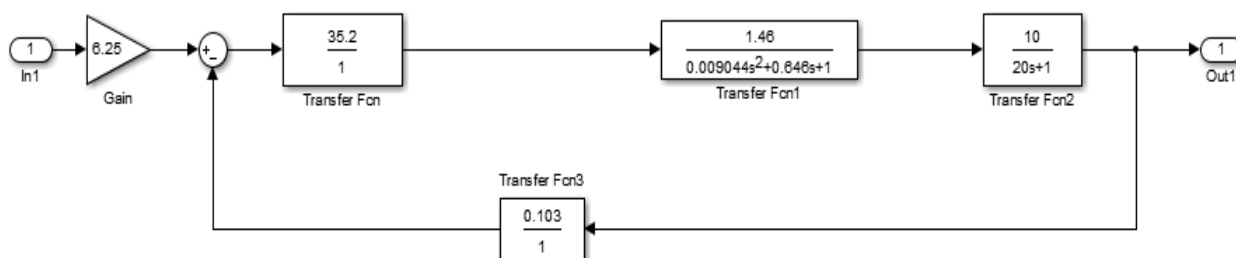 1
In1
6.25
Gain
+
−
35.2
1
Transfer Fcn
1.46
0.009044s²+0.646s+1
Transfer Fcn1
10
20s+1
Transfer Fcn2
1
Out1
Transfer Fcn3
0.103
1